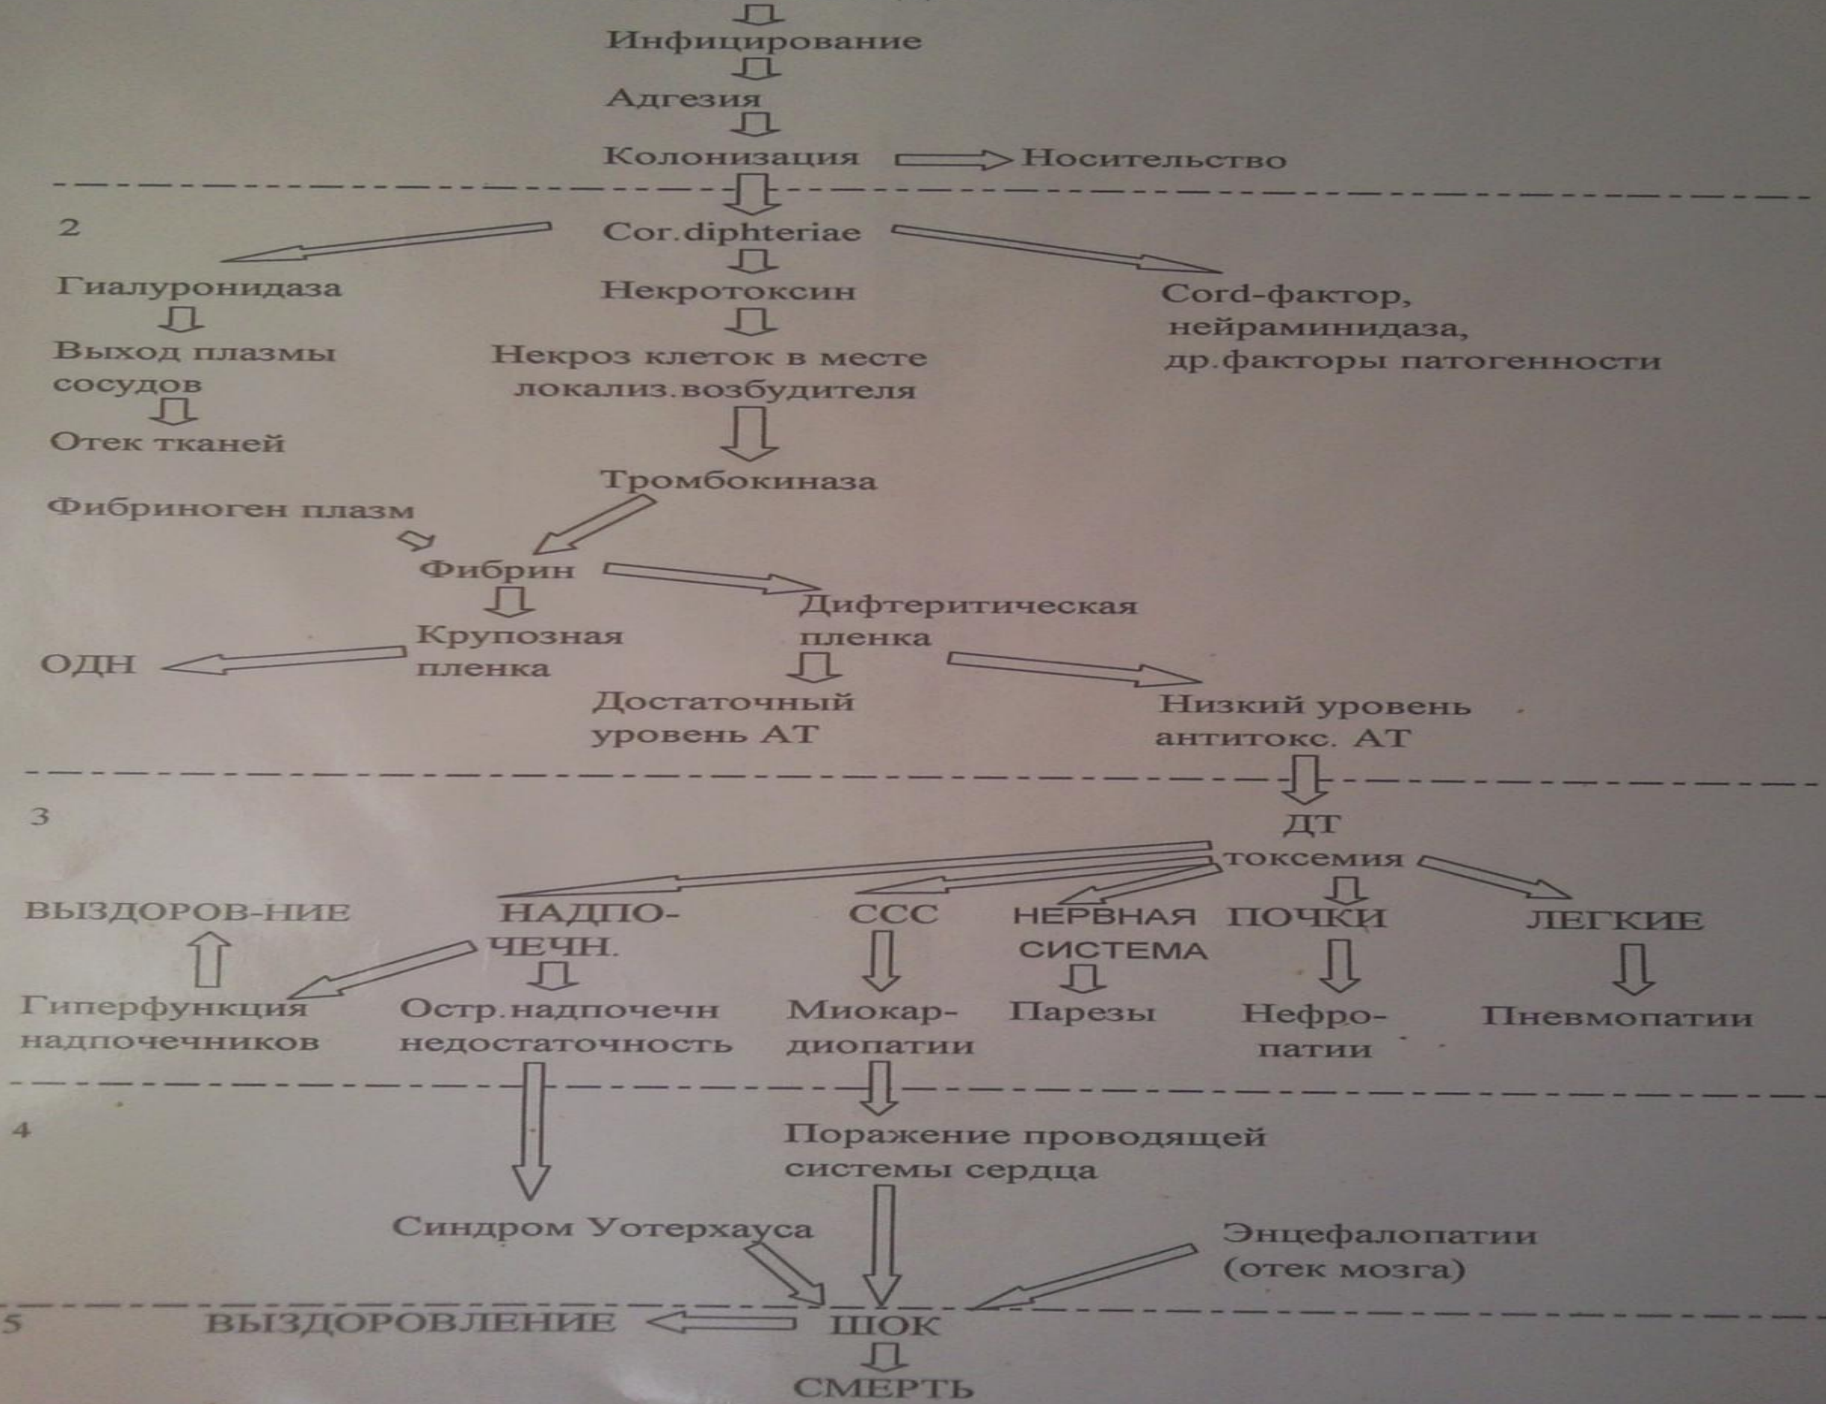 Инфицирование
Адгезия
Колонизация
Носительство
2
Cor.diphteriae
Гиалуронидаза
Некротоксин
Cord-фактор,
нейраминидаза,
др.факторы патогенности
Выход плазмы
сосудов
Некроз клеток в месте
локализ.возбудителя
Отек тканей
Тромбокиназа
Фибриноген плазм
Фибрин
Дифтеритическая
пленка
Крупозная
пленка
ОДН
Достаточный
уровень АТ
Низкий уровень
антитокс. АТ
3
ДТ
токсемия
ВЫЗДОРОВ-НИЕ
НАДПО-
ЧЕЧН.
ССС
НЕРВНАЯ
СИСТЕМА
ПОЧКИ
ЛЕГКИЕ
Гиперфункция
надпочечников
Остр.надпочечн
недостаточность
Миокар-
диопатии
Парезы
Нефро-
патии
Пневмопатии
4
Поражение проводящей
системы сердца
Синдром Уотерхауса
Энцефалопатии
(отек мозга)
5
ВЫЗДОРОВЛЕНИЕ
ШОК
СМЕРТЬ